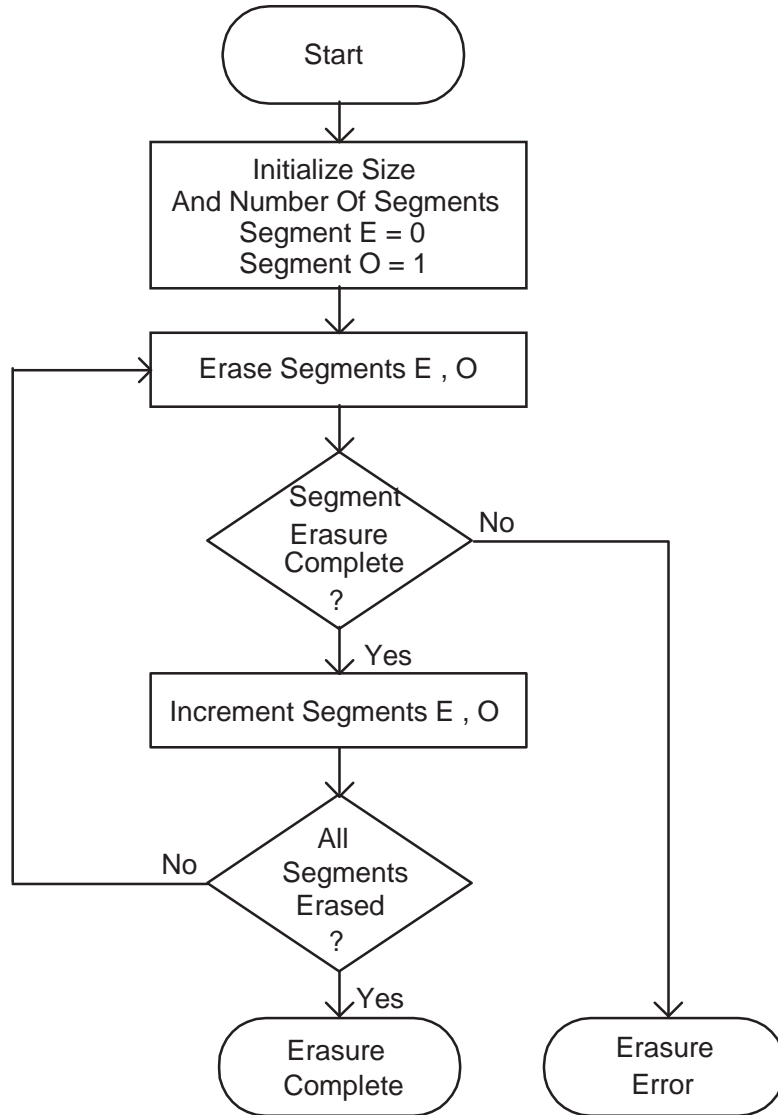 Start
Initialize Size
And Number Of Segments
Segment E = 0
Segment O = 1
Erase Segments E , O
Segment
Erasure
Complete
?
No
Yes
Increment Segments E , O
All
Segments
Erased
?
No
Yes
Erasure
Complete
Erasure
Error